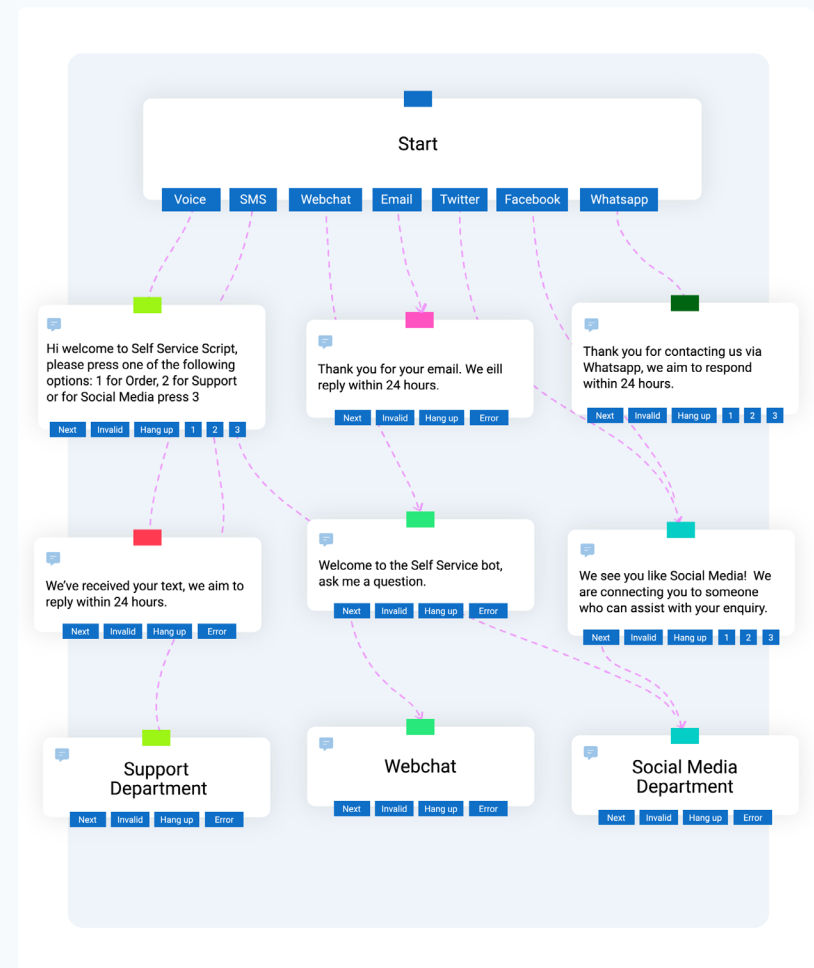 Start
Voice SMS Webchat Email Twitter Facebook Whatsapp
Hi welcome to Self Service Script,
please press one of the following
options: 1 for Order, 2 for Support
or for Social Media press 3
Next Invalid Hang up 1 2 3
Thank you for your email. We eill
reply within 24 hours.
Next Invalid Hang up Error
Thank you for contacting us via
Whatsapp, we aim to respond
within 24 hours.
Next Invalid Hang up 1 2 3
We've received your text, we aim to
reply within 24 hours.
Next Invalid Hang up Error
Welcome to the Self Service bot,
ask me a question.
Next Invalid Hang up Error
We see you like Social Media! We
are connecting you to someone
who can assist with your enquiry.
Next Invalid Hang up 1 2 3
Support
Department
Next Invalid Hang up Error
Webchat
Next Invalid Hang up Error
Social Media
Department
Next Invalid Hang up Error